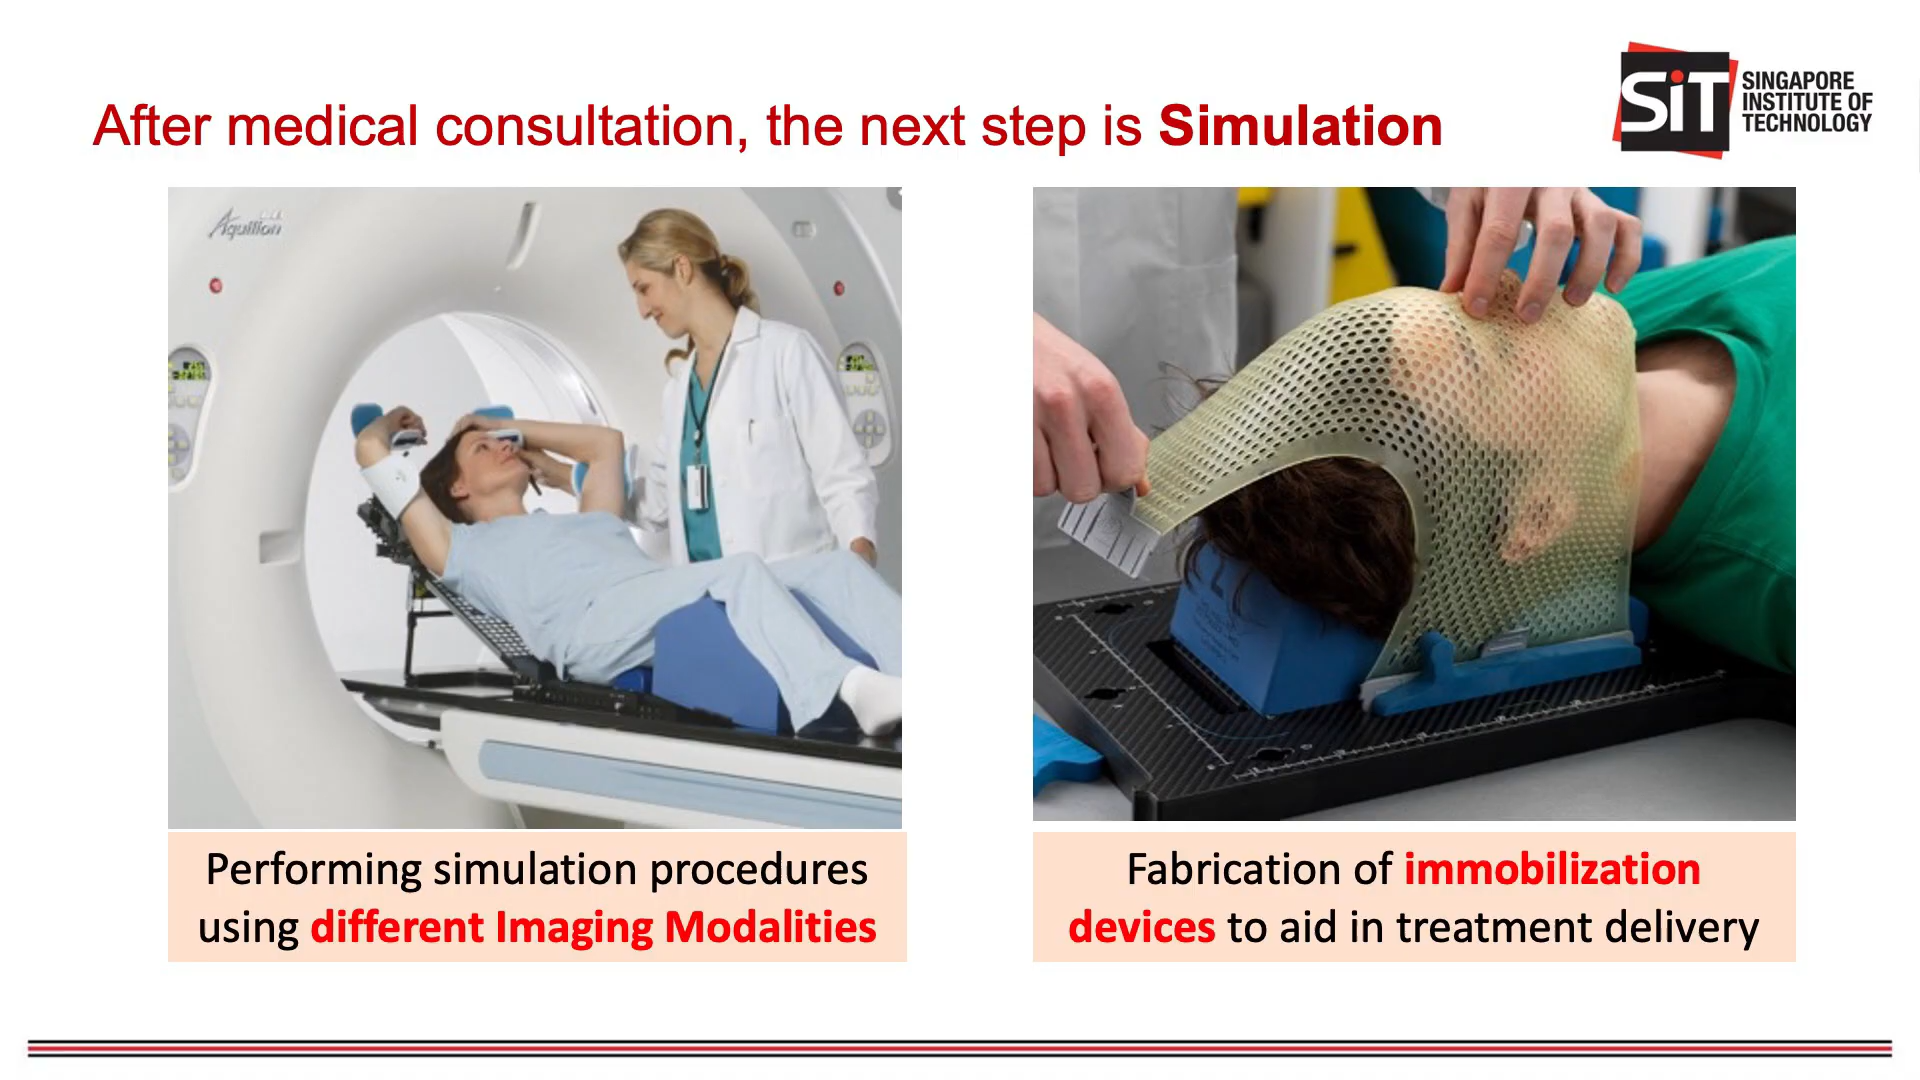 After medical consultation, the next step is Simulation
SiT
SINGAPORE
INSTITUTE OF
TECHNOLOGY
Aquilion
Performing simulation procedures
using different Imaging Modalities
Fabrication of immobilization
devices to aid in treatment delivery